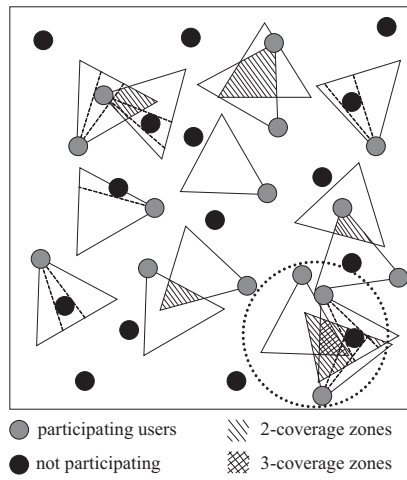 participating users
2-coverage zones
not participating
3-coverage zones